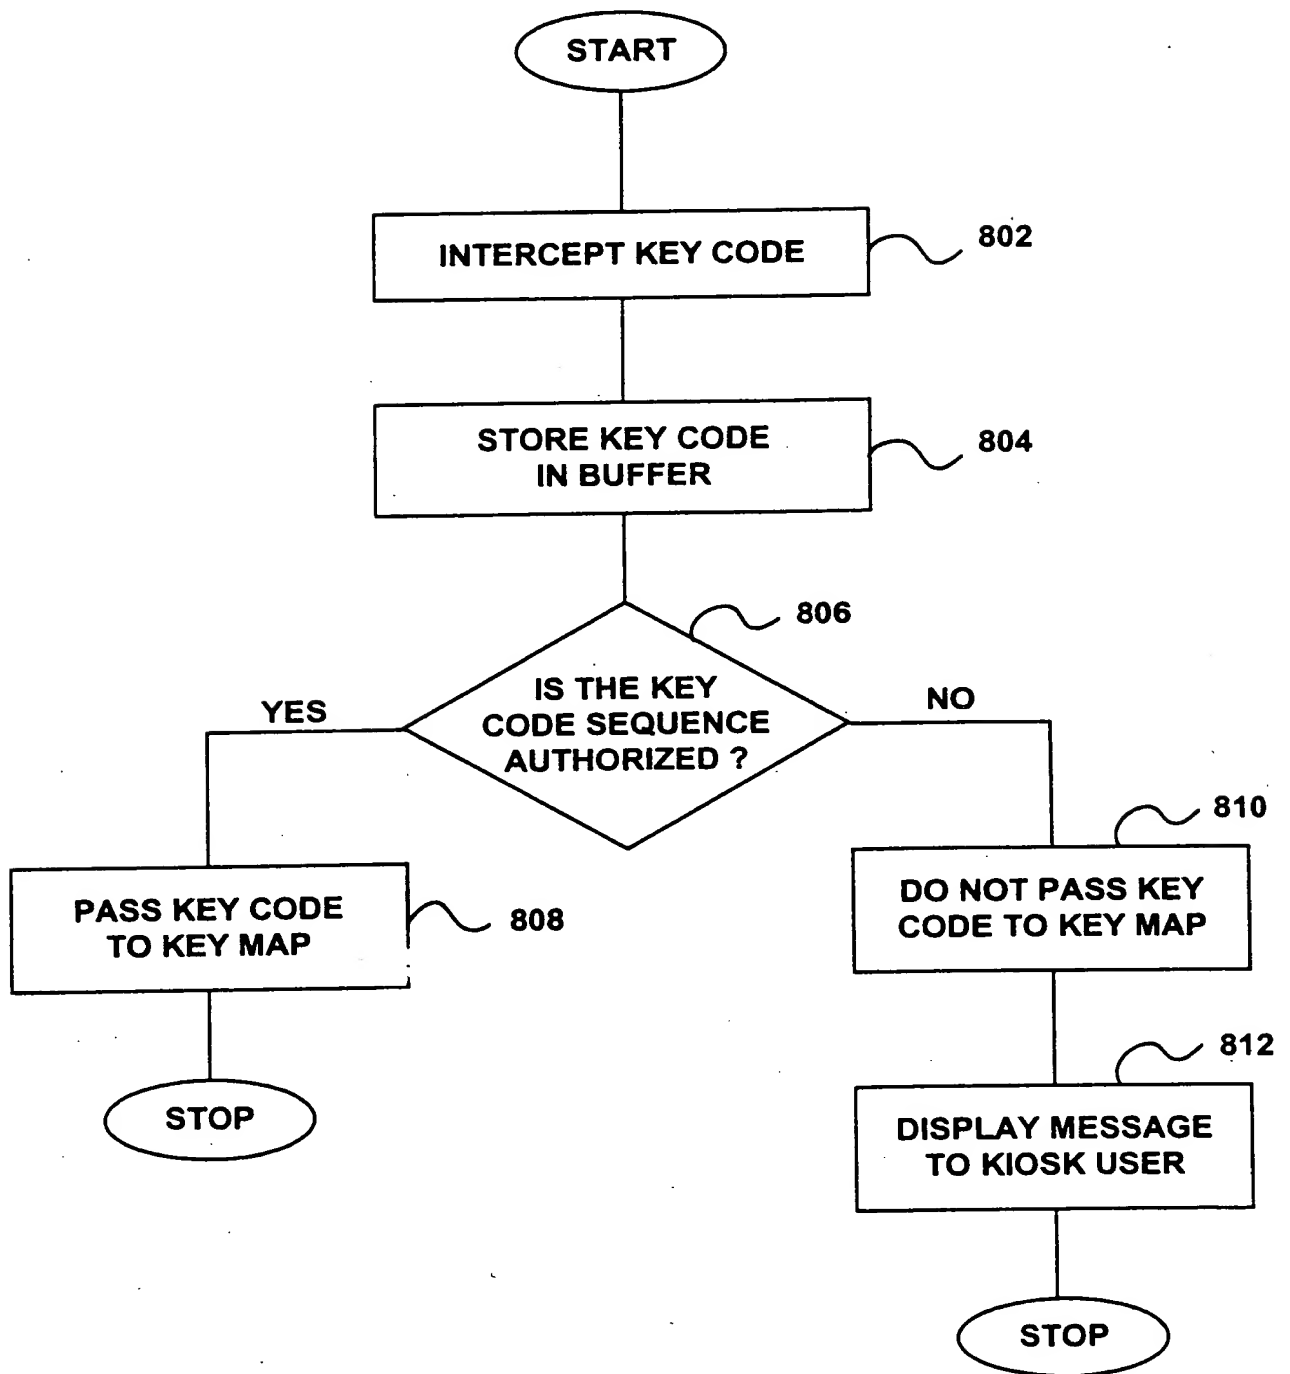 START
INTERCEPT KEY CODE
802
STORE KEY CODE
IN BUFFER
804
806
IS THE KEY
CODE SEQUENCE
AUTHORIZED ?
YES
NO
810
PASS KEY CODE
TO KEY MAP
808
DO NOT PASS KEY
CODE TO KEY MAP
812
STOP
DISPLAY MESSAGE
TO KIOSK USER
STOP